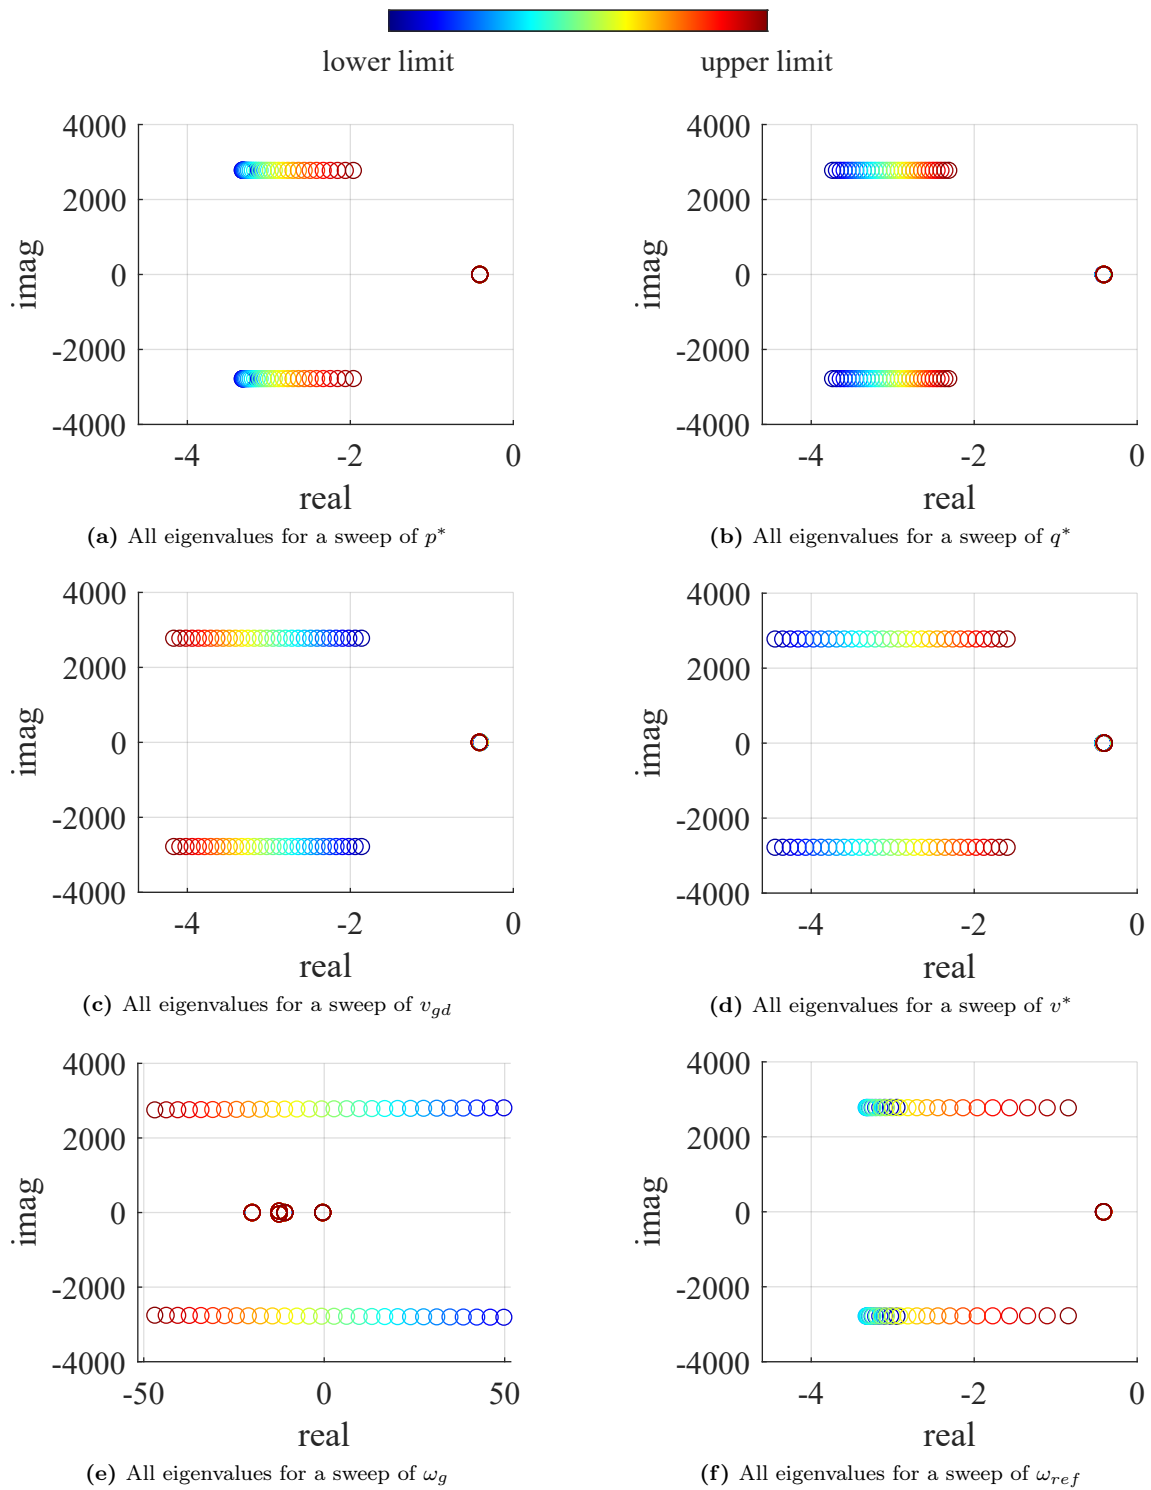 lower limit upper limit
4000
2000
0
-2000
-4000
-4 -2 0
imag
real
(a) All eigenvalues for a sweep of p*
4000
2000
0
-2000
-4000
-4 -2 0
imag
real
(b) All eigenvalues for a sweep of q*
4000
2000
0
-2000
-4000
-4 -2 0
imag
real
(c) All eigenvalues for a sweep of v_{gd}
4000
2000
0
-2000
-4000
-4 -2 0
imag
real
(d) All eigenvalues for a sweep of v*
4000
2000
0
-2000
-4000
-50 0 50
imag
real
(e) All eigenvalues for a sweep of ω_g
4000
2000
0
-2000
-4000
-4 -2 0
imag
real
(f) All eigenvalues for a sweep of ω_{ref}